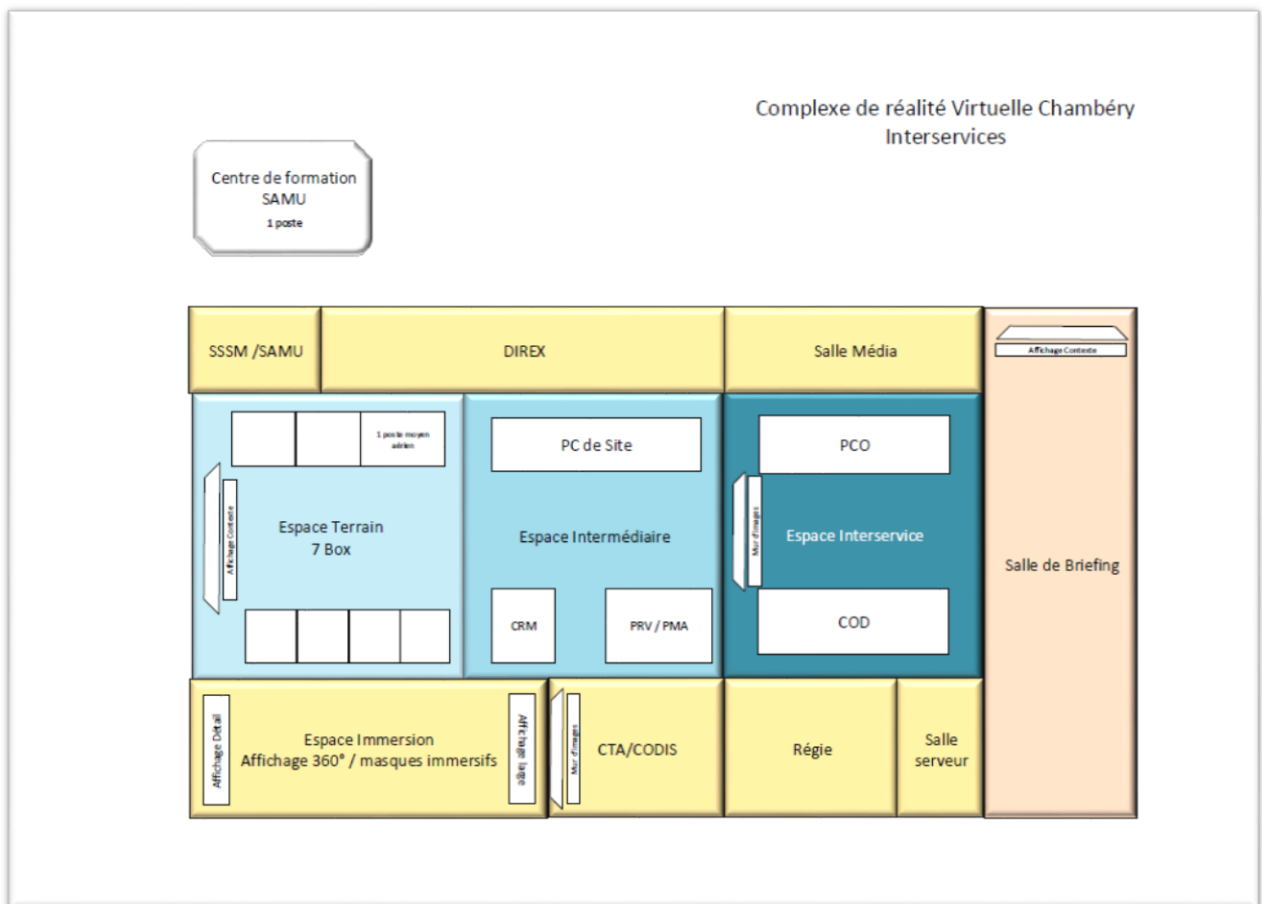 Complexe de réalité Virtuelle Chambéry
Interservices
Centre de formation
SAMU
1 poste
SSSM /SAMU
DIREX
Salle Média
Affichage Contexte
1 poste moyen
aérien
PC de Site
PCO
Affichage Contexte
Espace Terrain
7 Box
Espace Intermédiaire
Mur d'images
Espace Interservice
Salle de Briefing
CRM
PRV / PMA
COD
Affichage Détail
Espace Immersion
Affichage 360° / masques immersifs
Affichage large
Mur d'images
CTA/CODIS
Régie
Salle
serveur